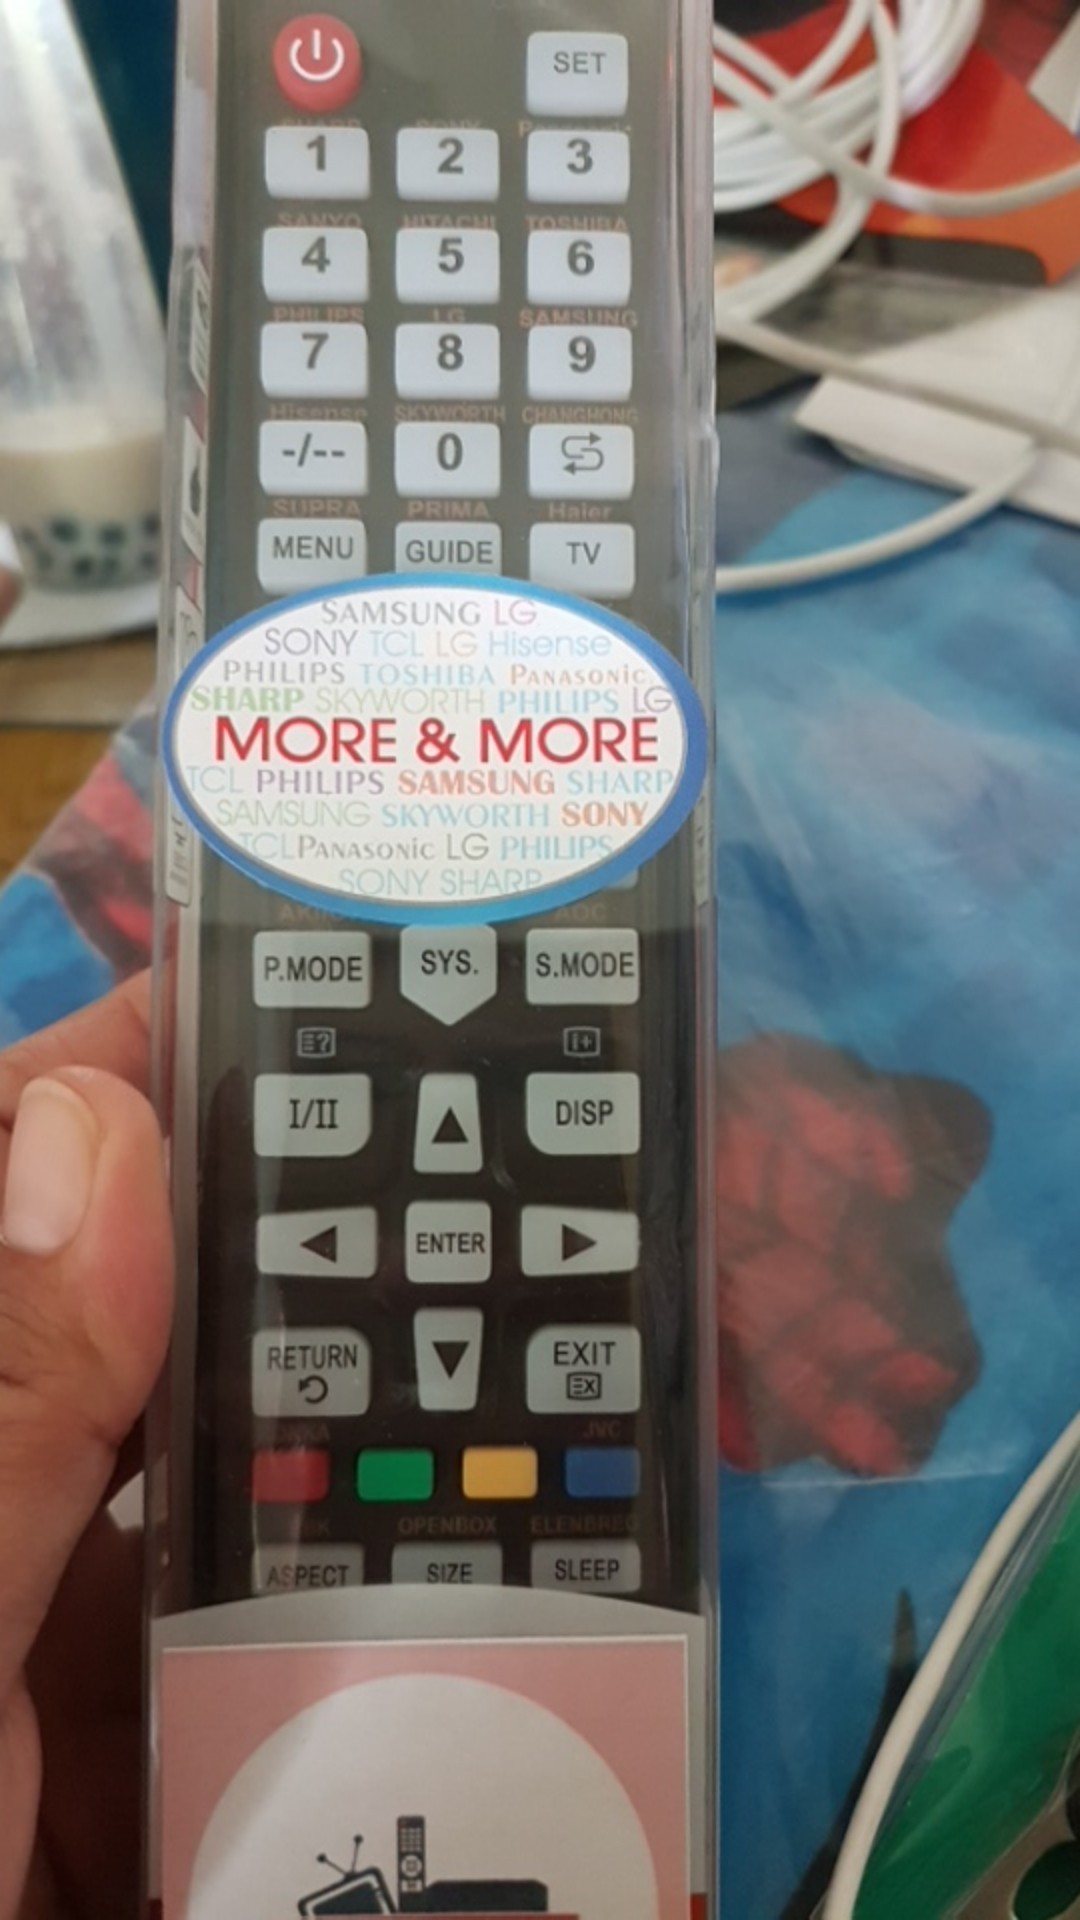 SET
SHARP SONY Panasonic
1 2 3
SANYO HITACHI TOSHIBA
4 5 6
PHILIPS LG SAMSUNG
7 8 9
Hisense SKYWORTH CHANGHONG
-/-- 0
SUPRA PRIMA Haier
MENU GUIDE TV
SAMSUNG LG
SONY TCL LG Hisense
PHILIPS TOSHIBA PANASONIC
SHARP SKYWORTH PHILIPS LG
MORE & MORE
TCL PHILIPS SAMSUNG SHARP
SAMSUNG SKYWORTH SONY
TCL PANASONIC LG PHILIPS
SONY SHARP
AOC
P.MODE SYS. S.MODE
I/II DISP
ENTER
RETURN EXIT
JVC
OPENBOX
ASPECT SIZE SLEEP